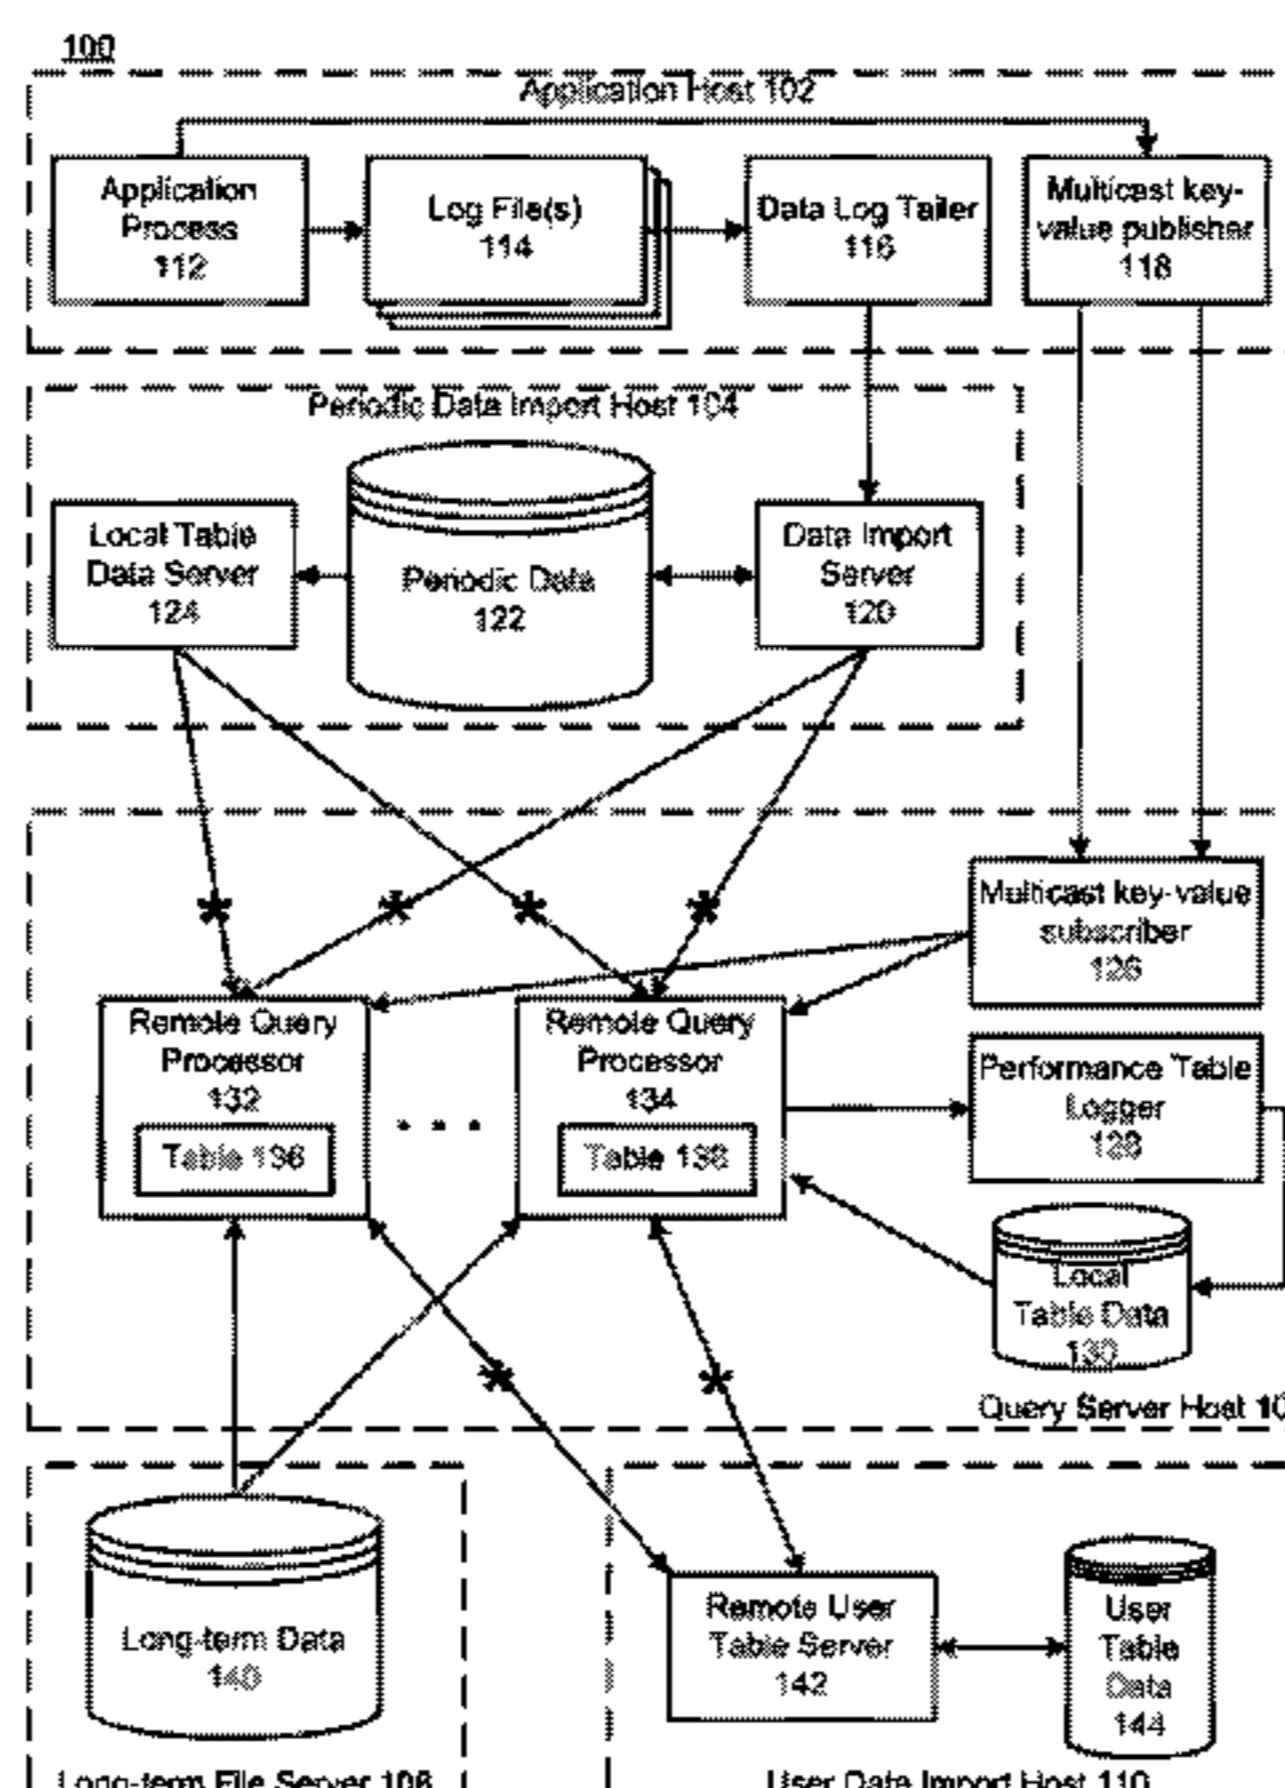 100
Application Host 102
Application
Process
112
Log File(s)
114
Data Log Tailer
116
Multicast key-
value publisher
118
Periodic Data Import Host 104
Local Table
Data Server
124
Periodic Data
122
Data Import
Server
120
Multicast key-value
subscriber
126
Remote Query
Processor
132
Table 136
. . .
Remote Query
Processor
134
Table 138
Performance Table
Logger
128
Local
Table Data
130
Query Server Host
Long-term Data
140
Remote User
Table Server
142
User
Table
Data
144
Long-term File Server 108
User Data Import Host 110